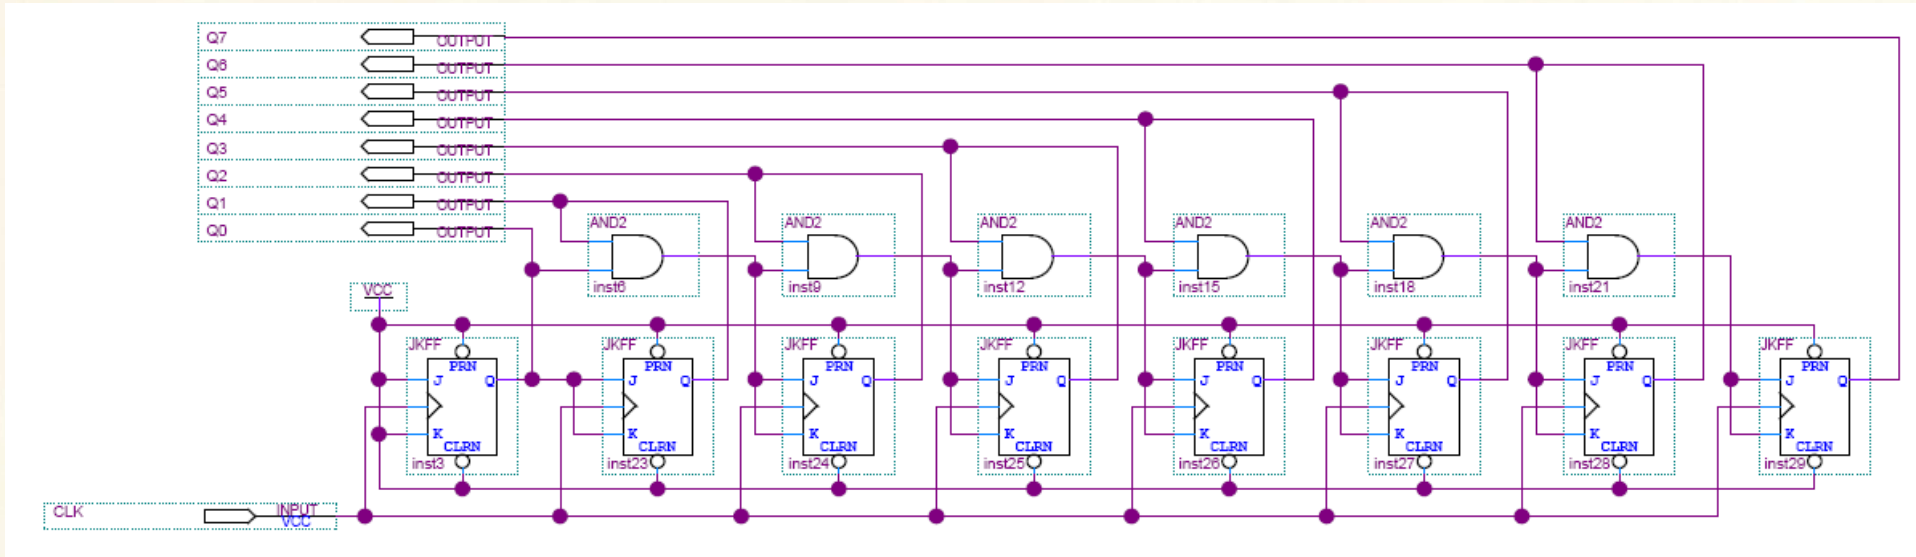 Q7 OUTPUT
Q6 OUTPUT
Q5 OUTPUT
Q4 OUTPUT
Q3 OUTPUT
Q2 OUTPUT
Q1 OUTPUT
Q0 OUTPUT
AND2 AND2 AND2 AND2 AND2 AND2
inst6 inst9 inst12 inst15 inst18 inst21
VCC
JKFF JKFF JKFF JKFF JKFF JKFF JKFF JKFF
PRN PRN PRN PRN PRN PRN PRN PRN
J Q J Q J Q J Q J Q J Q J Q J Q
K K K K K K K K
CLRN CLRN CLRN CLRN CLRN CLRN CLRN CLRN
inst3 inst23 inst24 inst25 inst26 inst27 inst28 inst29
CLK INPUT
VCC